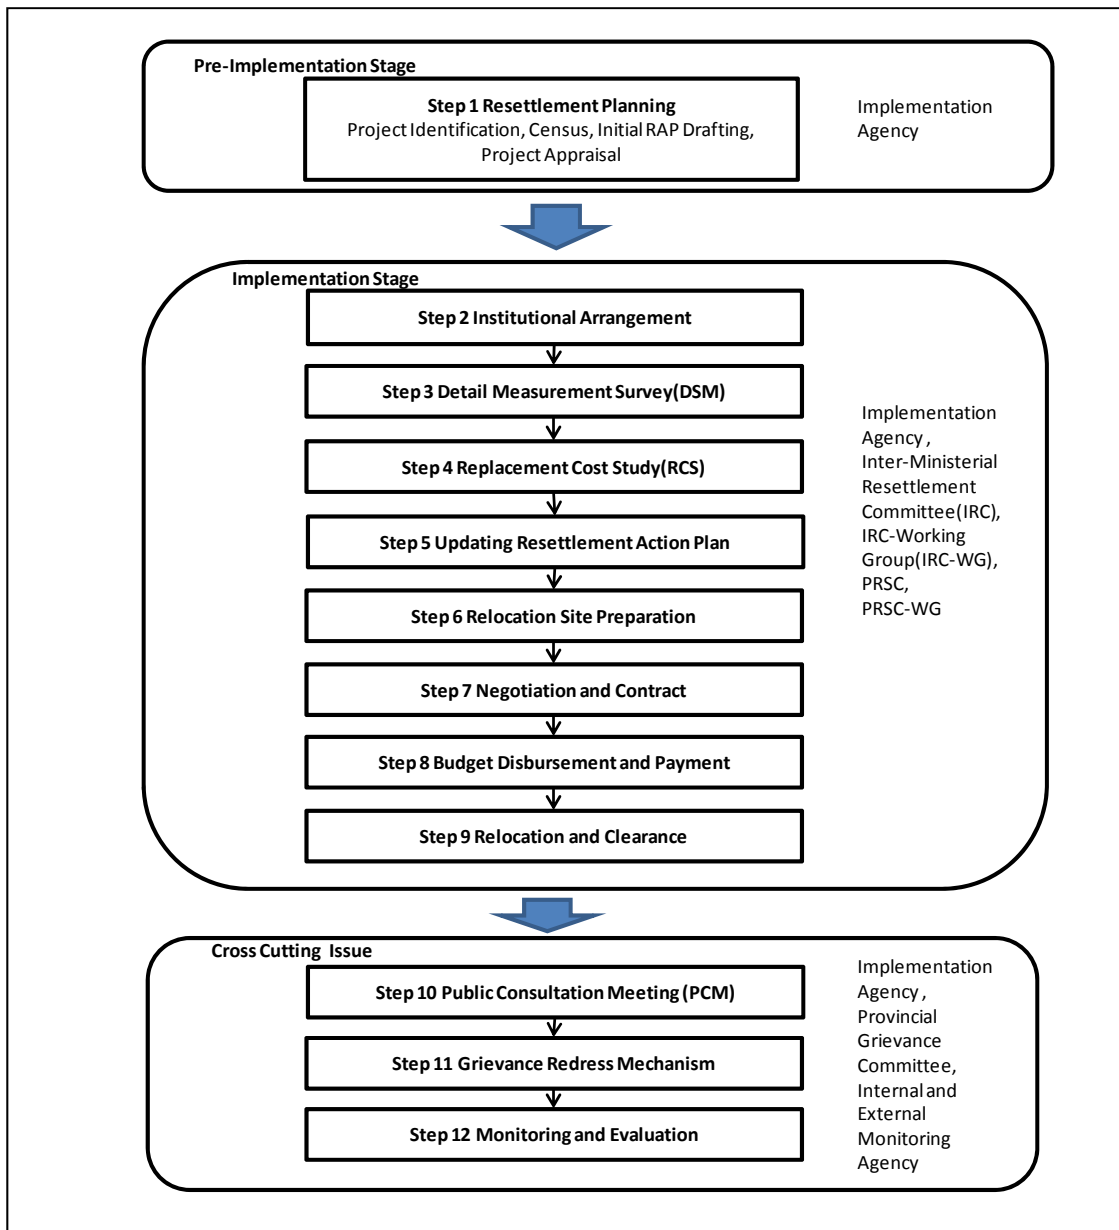 Pre-Implementation Stage
Step 1 Resettlement Planning
Project Identification, Census, Initial RAP Drafting,
Project Appraisal
Implementation
Agency
Implementation Stage
Step 2 Institutional Arrangement
Step 3 Detail Measurement Survey(DSM)
Step 4 Replacement Cost Study(RCS)
Step 5 Updating Resettlement Action Plan
Step 6 Relocation Site Preparation
Step 7 Negotiation and Contract
Step 8 Budget Disbursement and Payment
Step 9 Relocation and Clearance
Implementation
Agency ,
Inter-Ministerial
Resettlement
Committee(IRC),
IRC-Working
Group(IRC-WG),
PRSC,
PRSC-WG
Cross Cutting Issue
Step 10 Public Consultation Meeting (PCM)
Step 11 Grievance Redress Mechanism
Step 12 Monitoring and Evaluation
Implementation
Agency ,
Provincial
Grievance
Committee,
Internal and
External
Monitoring
Agency